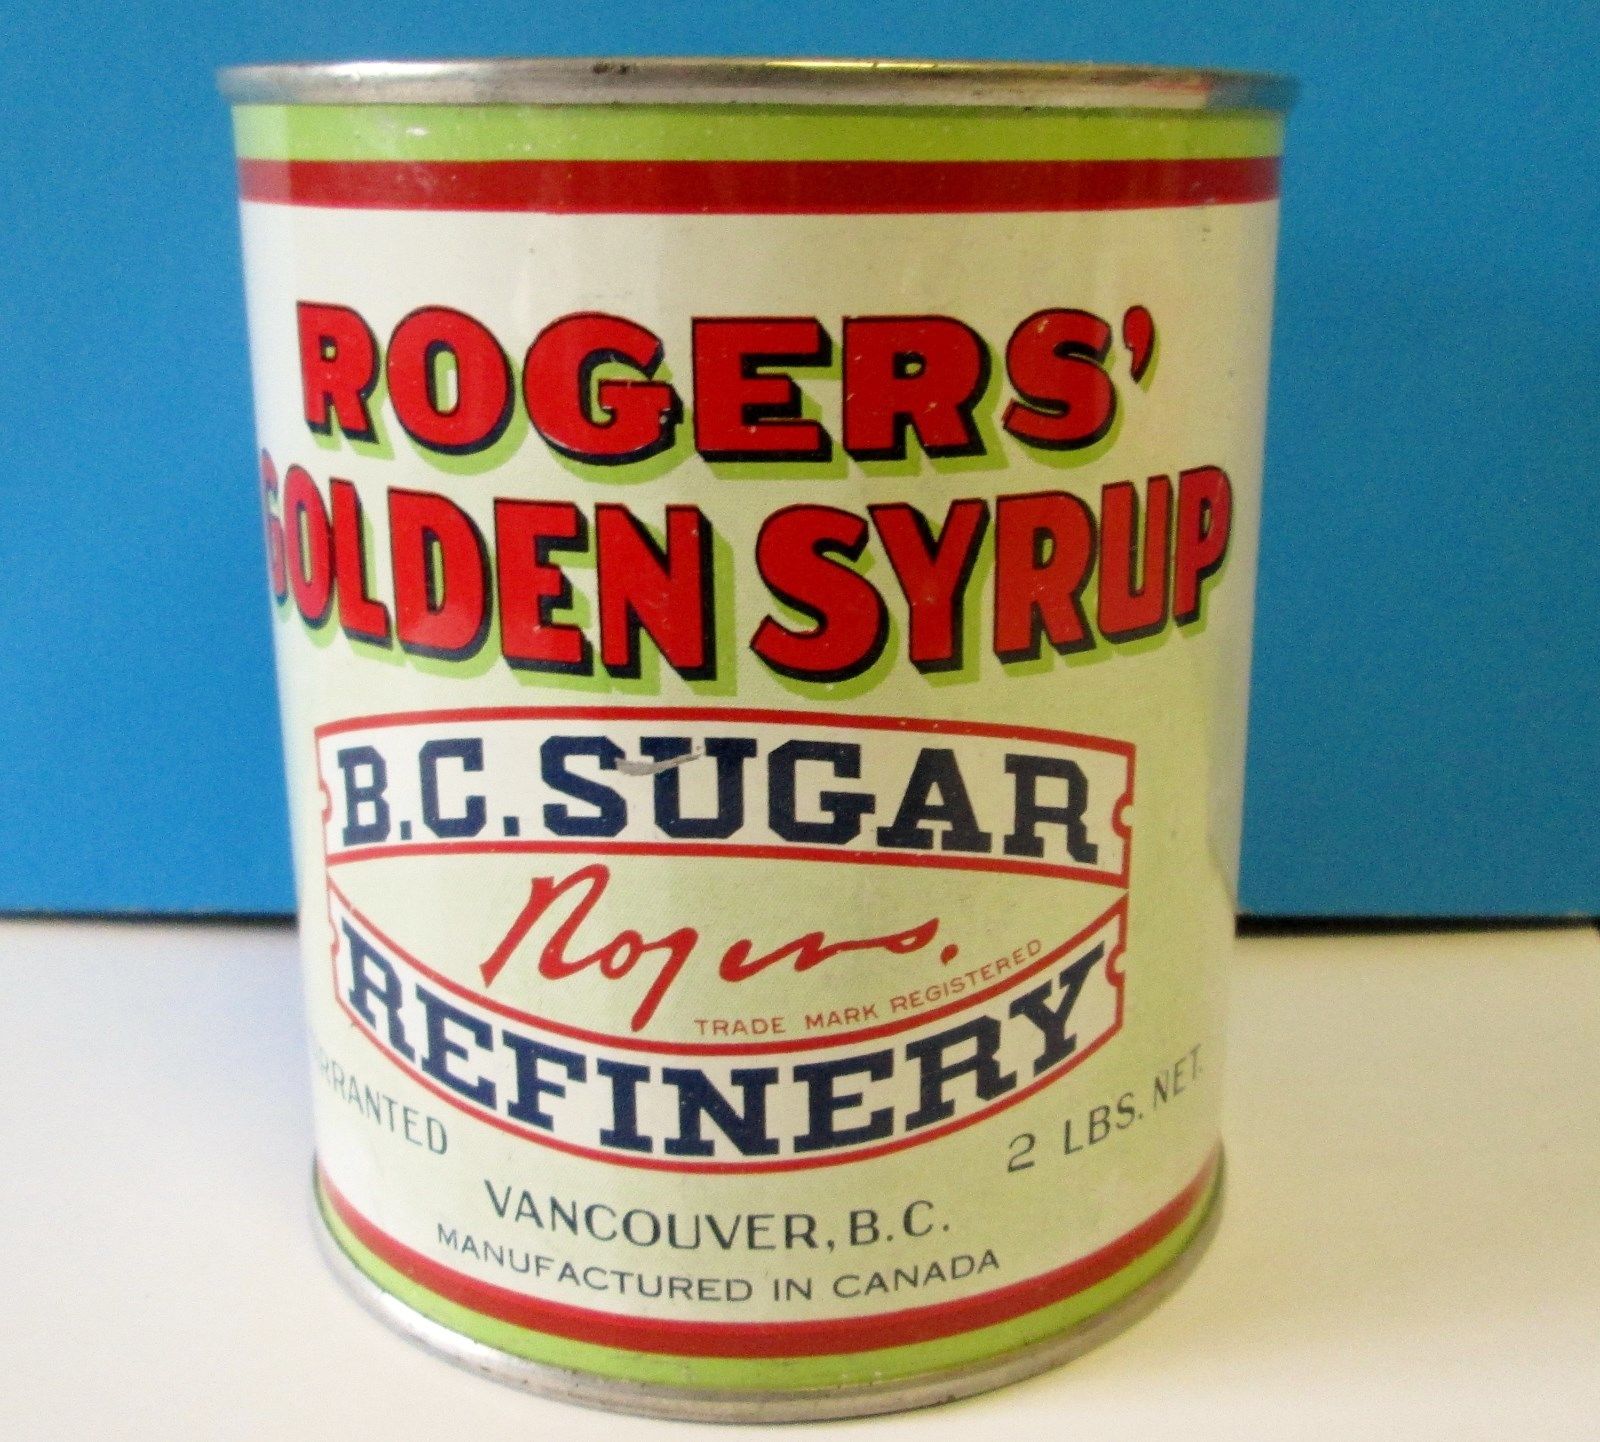 ROGERS'
GOLDEN SYRUP
B.C. SUGAR
Rogers.
TRADE MARK REGISTERED
REFINERY
2 LBS. NET.
VANCOUVER, B.C.
MANUFACTURED IN CANADA